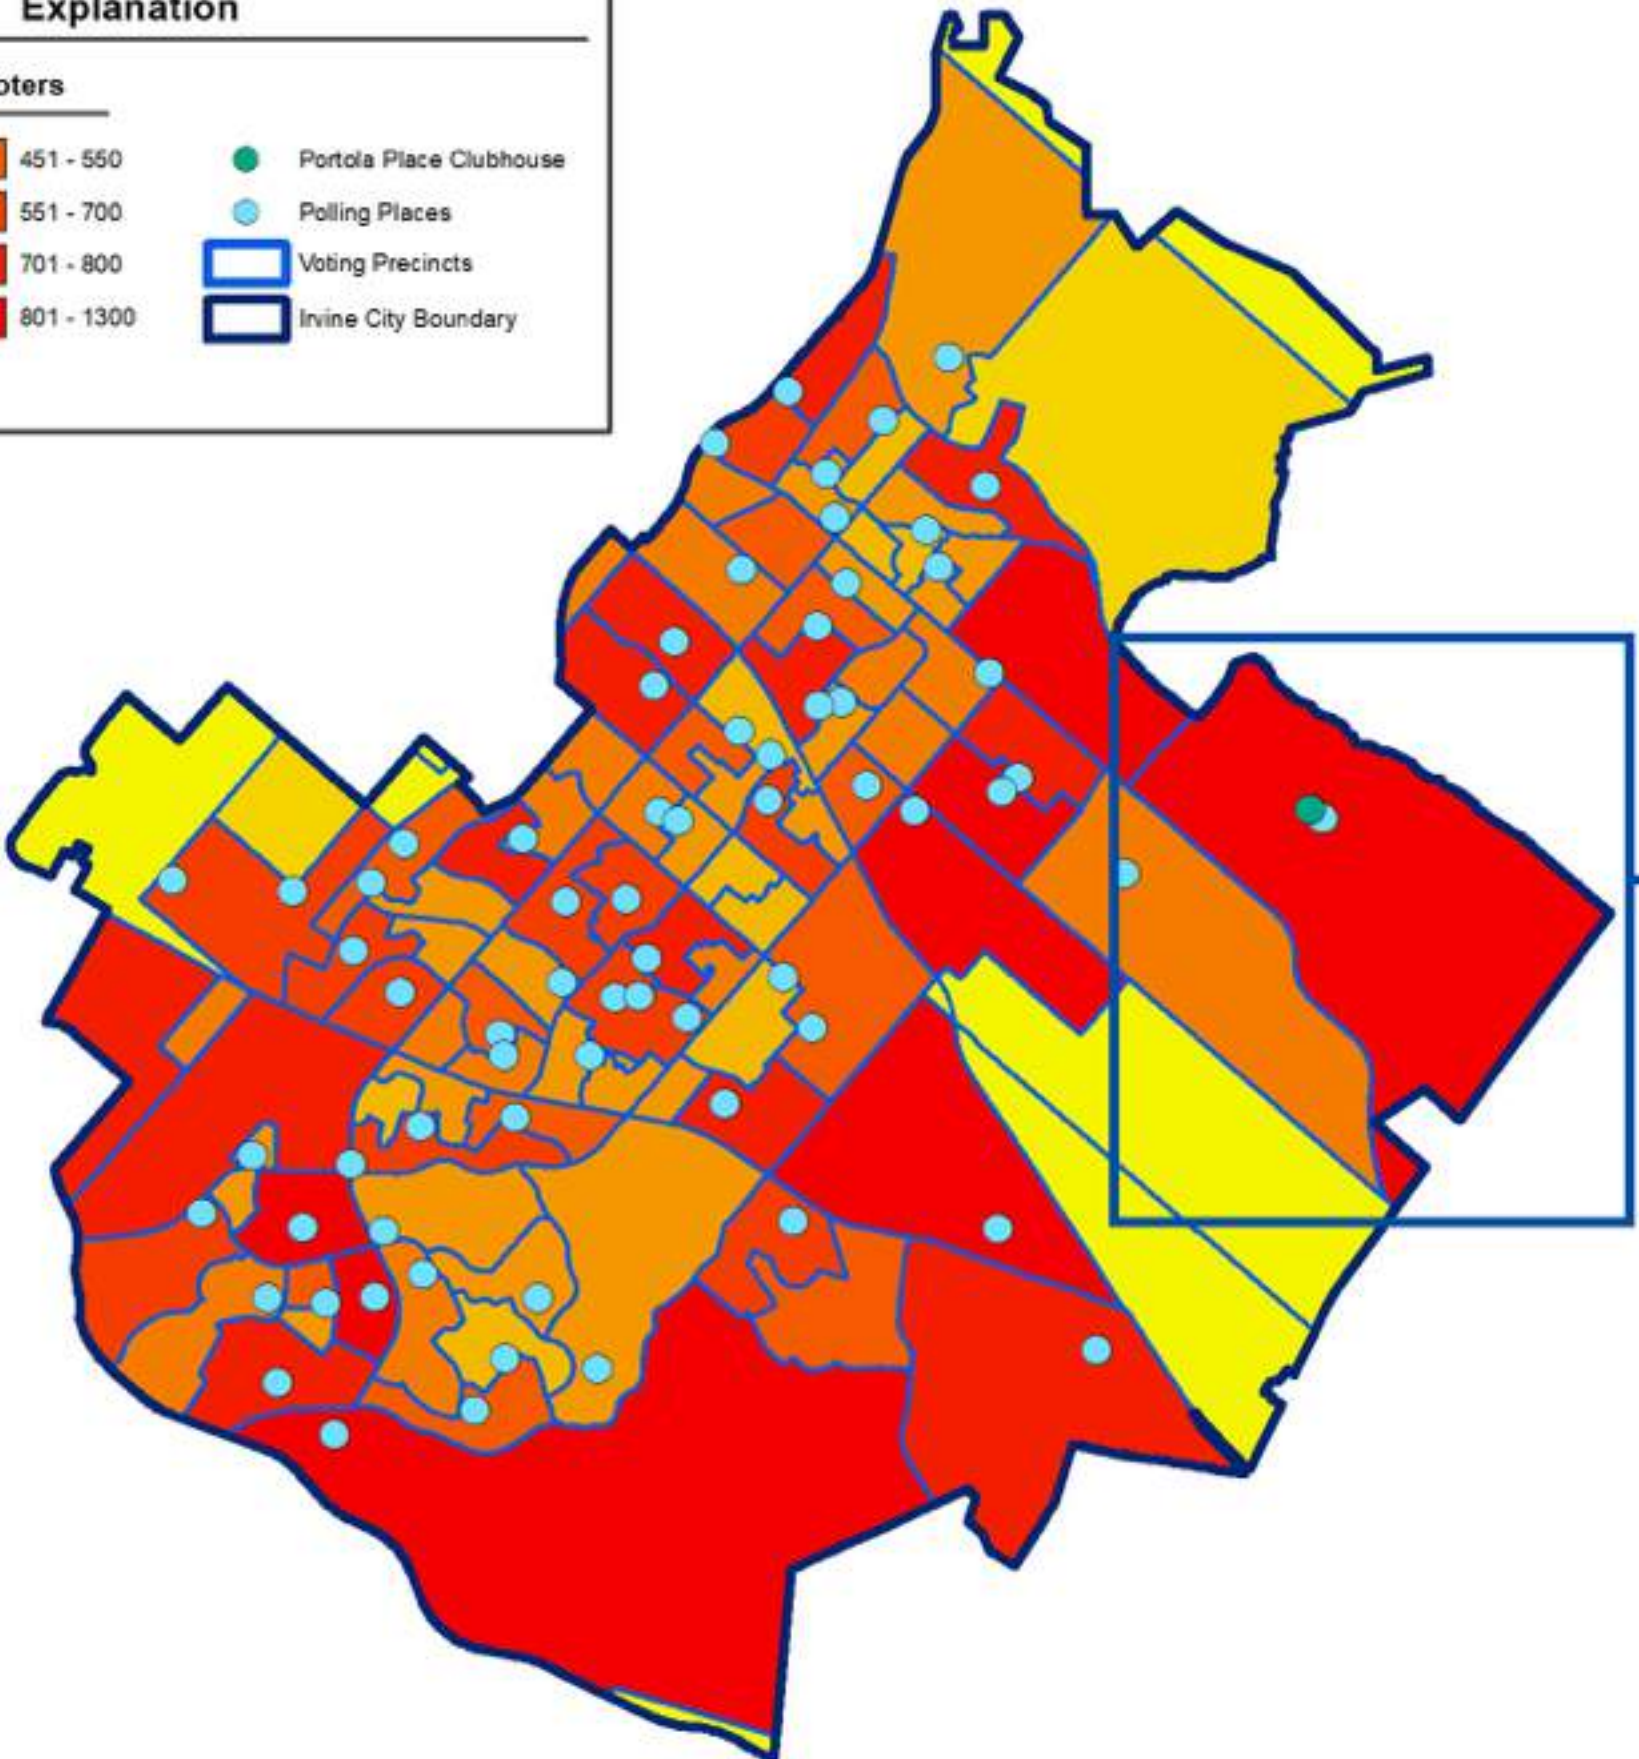 Explanation
oters
451 - 550
Portola Place Clubhouse
551 - 700
Polling Places
701 - 800
Voting Precincts
801 - 1300
Irvine City Boundary